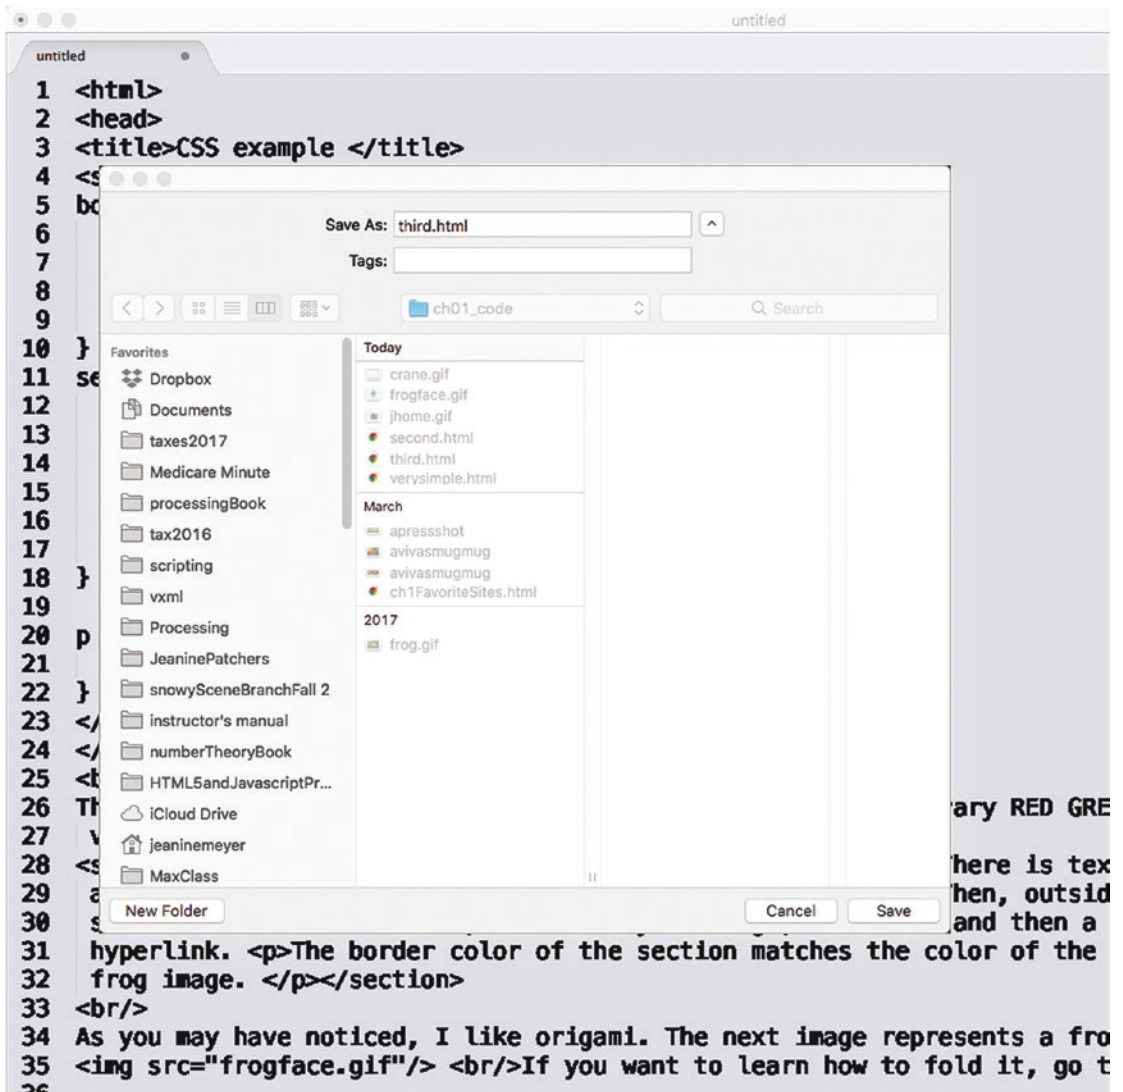 untitled
untitled
1 <html>
2 <head>
3 <title>CSS example </title>
4 <s
5 bo
6
7
8
9
10 }
11 se
12
13
14
15
16
17
18 }
19
20 p
21
22 }
23 </
24 </
25 <b
26 Th ary RED GRE
27 v
28 <s here is tex
29 a hen, outsid
30 s and then a
31 hyperlink. <p>The border color of the section matches the color of the
32 frog image. </p></section>
33 <br/>
34 As you may have noticed, I like origami. The next image represents a fro
35 <img src="frogface.gif"/> <br/>If you want to learn how to fold it, go t
36
Save As: third.html
Tags:
ch01_code
Search
Favorites
Dropbox
Documents
taxes2017
Medicare Minute
processingBook
tax2016
scripting
vxml
Processing
JeaninePatchers
snowySceneBranchFall 2
instructor's manual
numberTheoryBook
HTML5andJavascriptPr...
iCloud Drive
jeaninemeyer
MaxClass
Today
crane.gif
frogface.gif
jhome.gif
second.html
third.html
verysimple.html
March
apressshot
avivasmugmug
avivasmugmug
ch1FavoriteSites.html
2017
frog.gif
New Folder
Cancel
Save